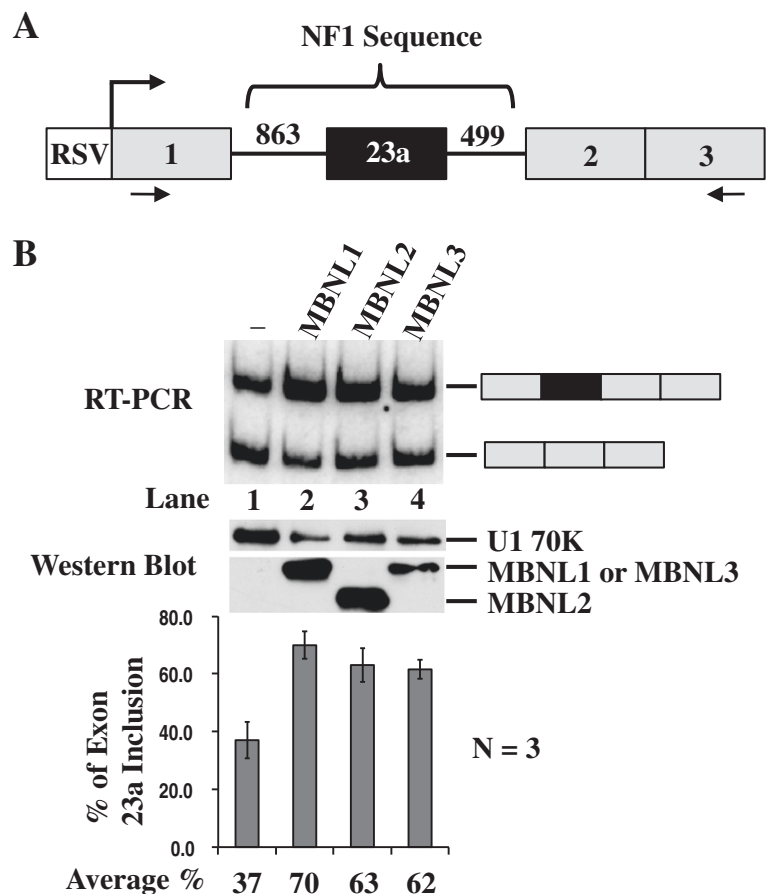 A
NF1 Sequence
RSV 1 863 23a 499 2 3
B
– MBNL1 MBNL2 MBNL3
RT-PCR
Lane 1 2 3 4
U1 70K
Western Blot
MBNL1 or MBNL3
MBNL2
% of Exon
23a Inclusion
80.0
60.0
40.0
20.0
0.0
N = 3
Average % 37 70 63 62